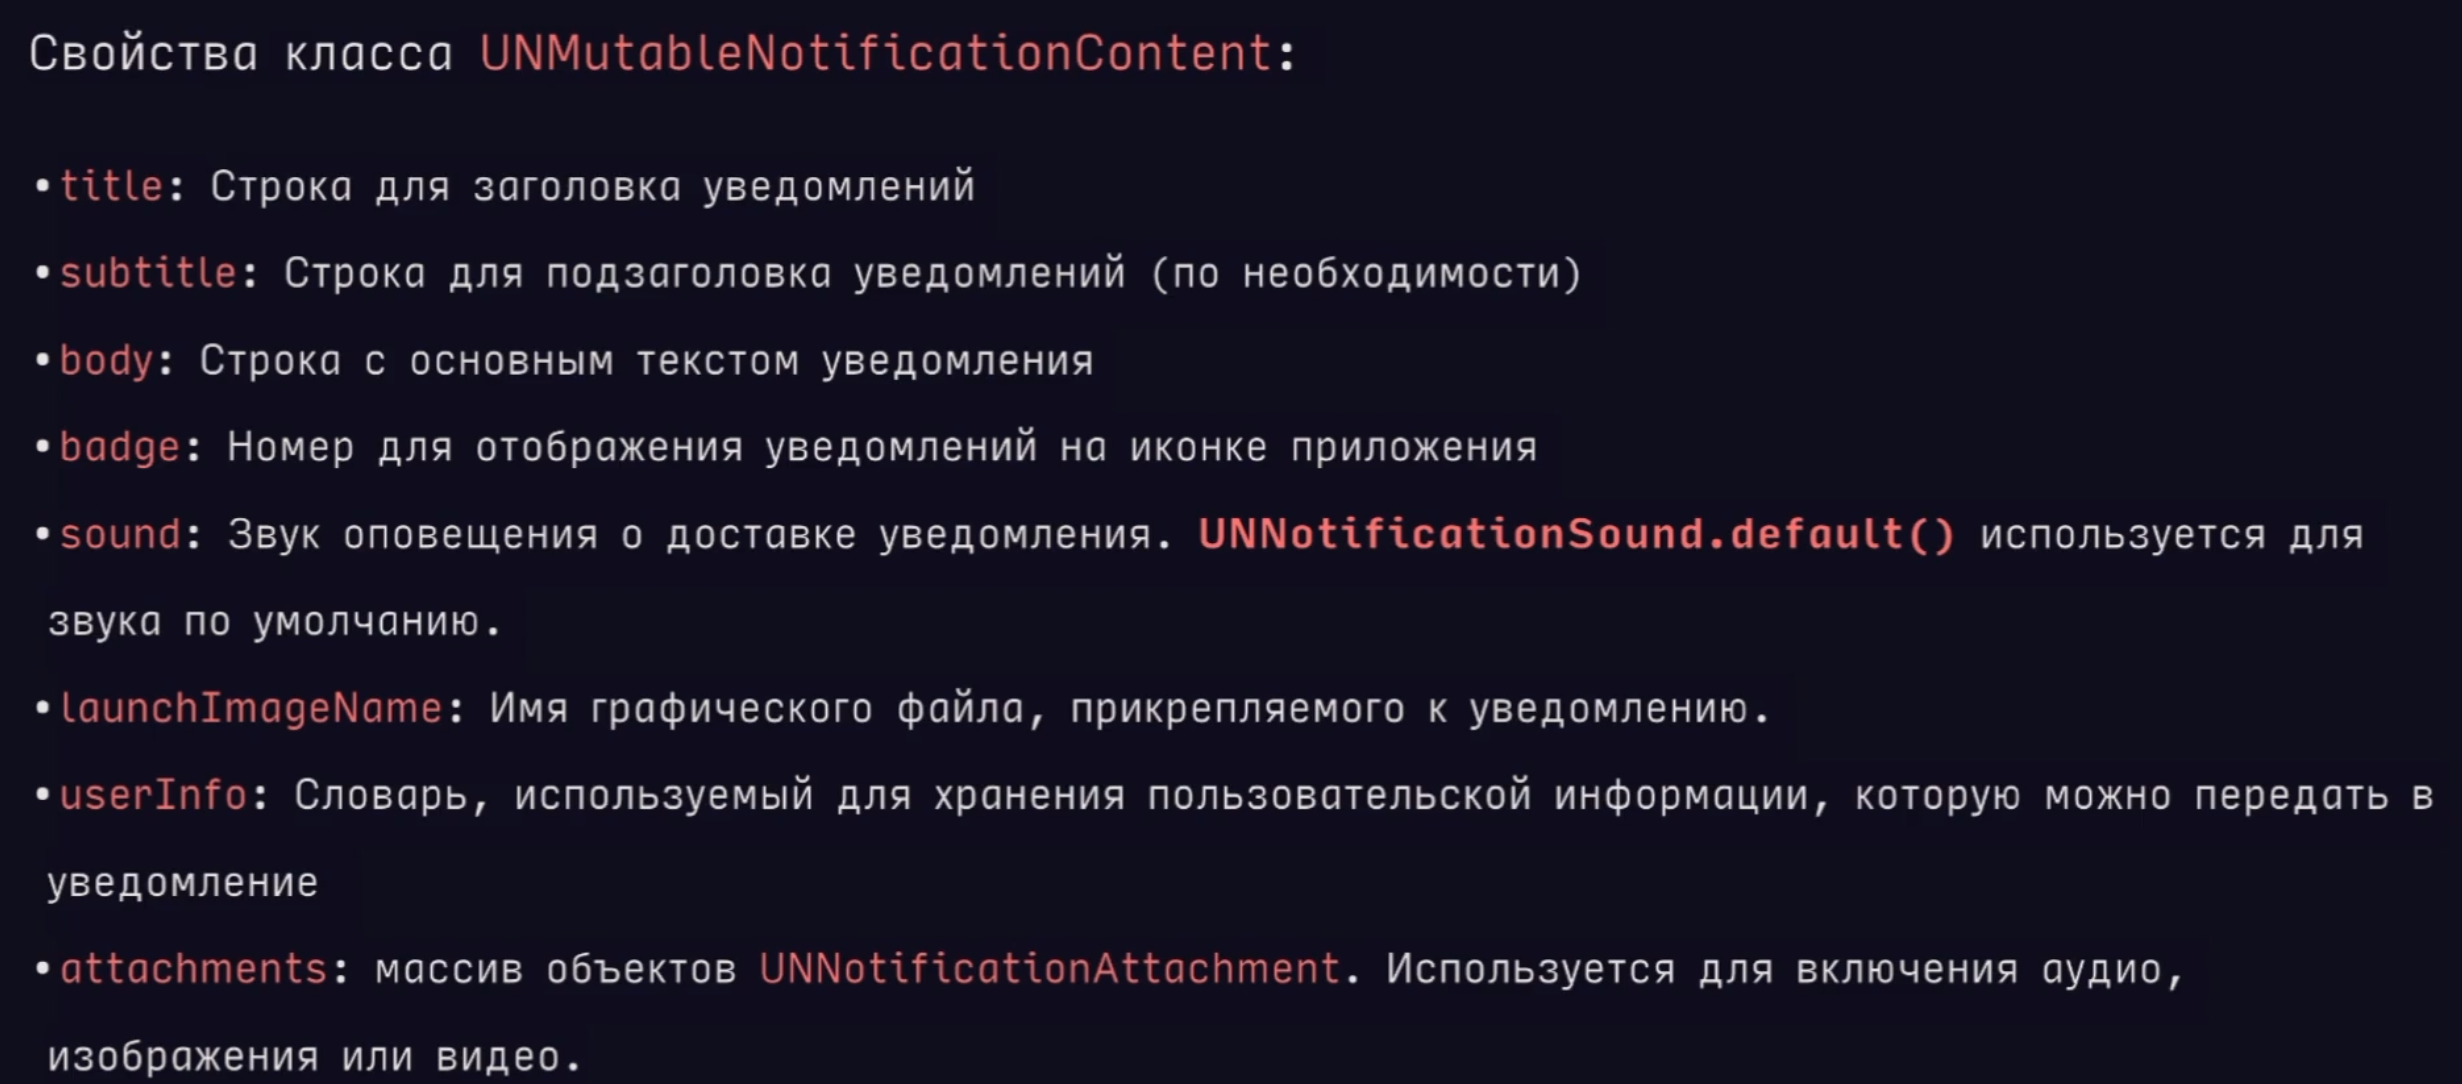 Свойства класса UNMutableNotificationContent:
•title: Строка для заголовка уведомлений
•subtitle: Строка для подзаголовка уведомлений (по необходимости)
•body: Строка с основным текстом уведомления
•badge: Номер для отображения уведомлений на иконке приложения
•sound: Звук оповещения о доставке уведомления. UNNotificationSound.default() используется для
звука по умолчанию.
•launchImageName: Имя графического файла, прикрепляемого к уведомлению.
•userInfo: Словарь, используемый для хранения пользовательской информации, которую можно передать в
уведомление
•attachments: массив объектов UNNotificationAttachment. Используется для включения аудио,
изображения или видео.